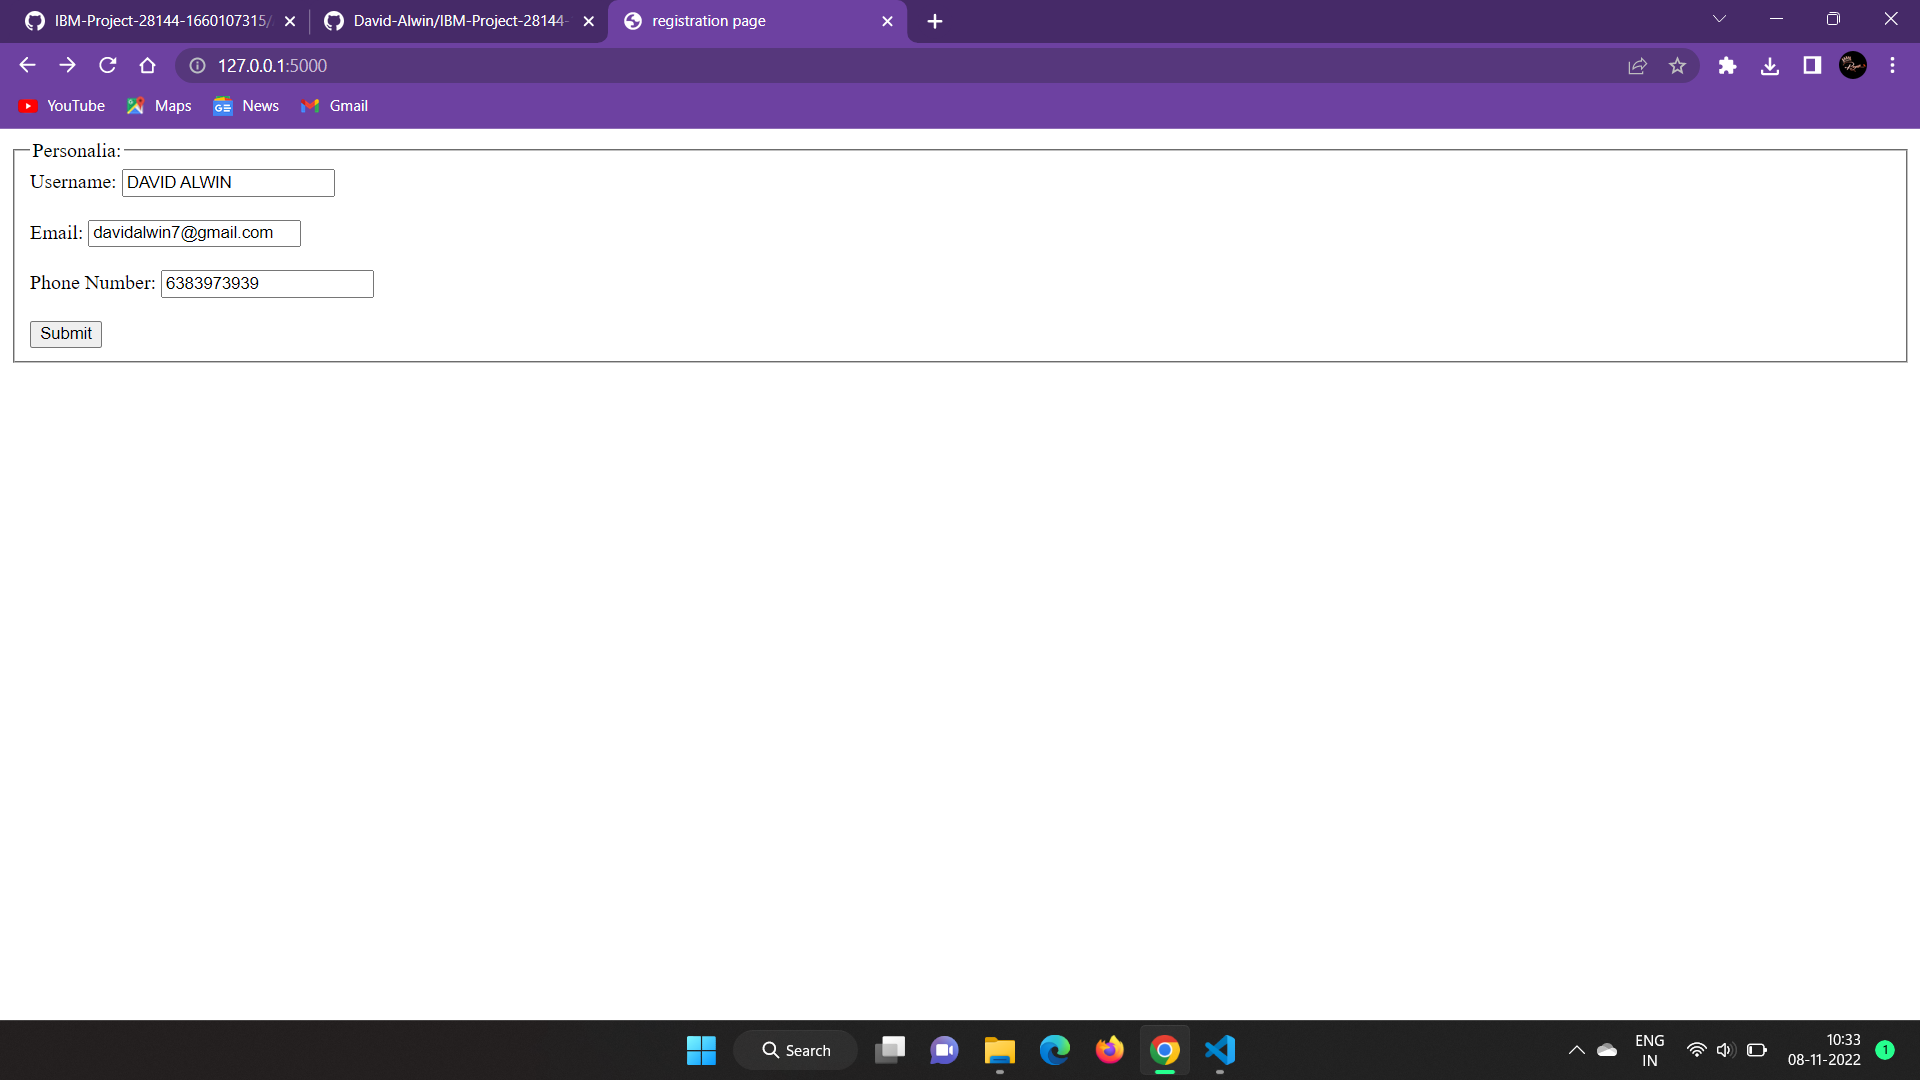 IBM-Project-28144-1660107315/
David-Alwin/IBM-Project-28144-
registration page
127.0.0.1:5000
YouTube
Maps
News
Gmail
Personalia:
Username: DAVID ALWIN
Email: davidalwin7@gmail.com
Phone Number: 6383973939
Submit
Search
ENG
IN
10:33
08-11-2022
1